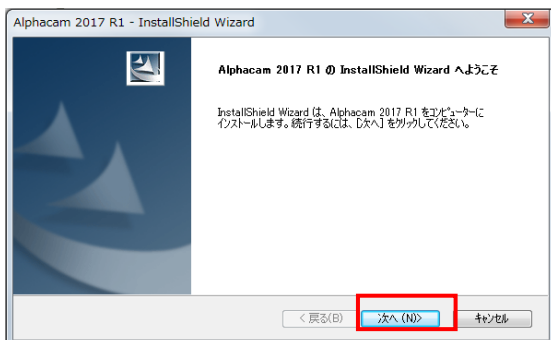 Alphacam 2017 R1 - InstallShield Wizard
Alphacam 2017 R1 の InstallShield Wizard へようこそ
InstallShield Wizard は、Alphacam 2017 R1 をコンピューターに
インストールします。続行するには、[次へ] をクリックしてください。
< 戻る(B) 次へ (N)> キャンセル